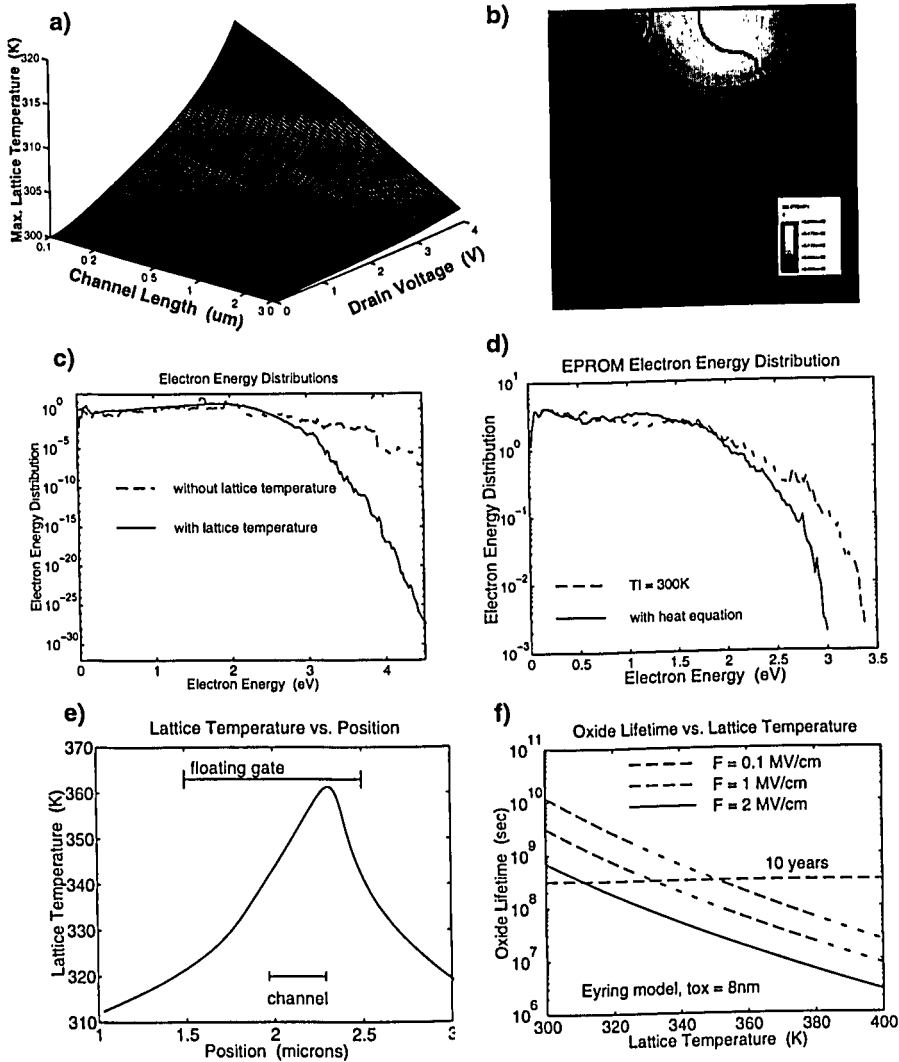 a)
Max. Lattice Temperature (K)
320
315
310
305
300
0.1
0 2
0 5
1
2
3 0
Channel Length (um)
0
1
2
3
4
Drain Voltage (V)
b)
c)
Electron Energy Distributions
Electron Energy Distribution
10^0
10^-5
10^-10
10^-15
10^-20
10^-25
10^-30
without lattice temperature
with lattice temperature
0 1 2 3 4
Electron Energy (eV)
d)
EPROM Electron Energy Distribution
Electron Energy Distribution
10^1
10^0
10^-1
10^-2
10^-3
Tl = 300K
with heat equation
0 0.5 1 1.5 2 2.5 3 3.5
Electron Energy (eV)
e)
Lattice Temperature vs. Position
Lattice Temperature (K)
370
360
350
340
330
320
310
floating gate
channel
1 1.5 2 2.5 3
Position (microns)
f)
Oxide Lifetime vs. Lattice Temperature
Oxide Lifetime (sec)
10^11
10^10
10^9
10^8
10^7
10^6
F = 0.1 MV/cm
F = 1 MV/cm
F = 2 MV/cm
10 years
Eyring model, tox = 8nm
300 320 340 360 380 400
Lattice Temperature (K)